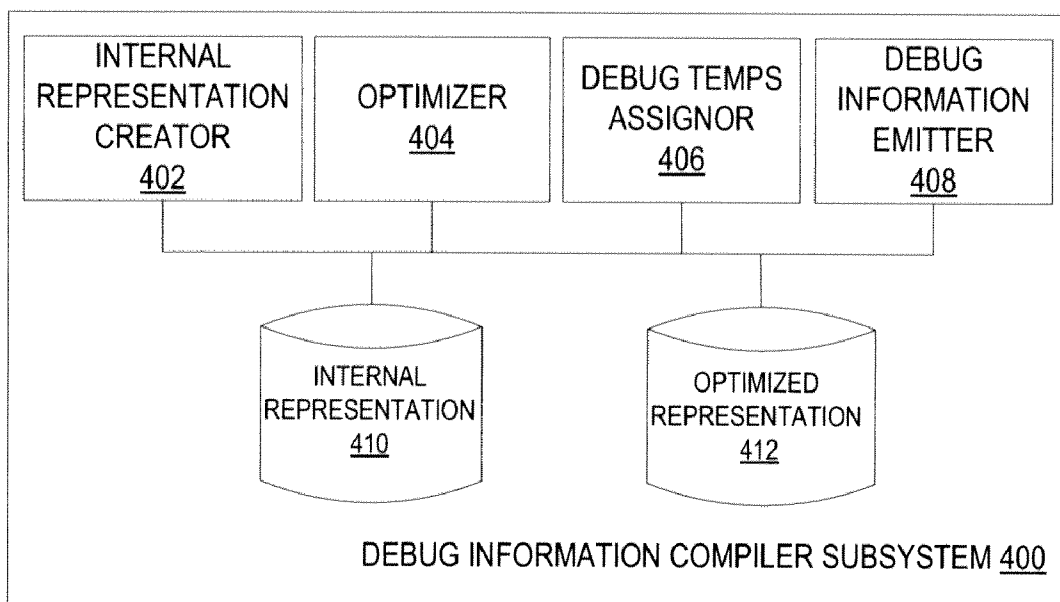 INTERNAL
REPRESENTATION
CREATOR
402
OPTIMIZER
404
DEBUG TEMPS
ASSIGNOR
406
DEBUG
INFORMATION
EMITTER
408
INTERNAL
REPRESENTATION
410
OPTIMIZED
REPRESENTATION
412
DEBUG INFORMATION COMPILER SUBSYSTEM 400